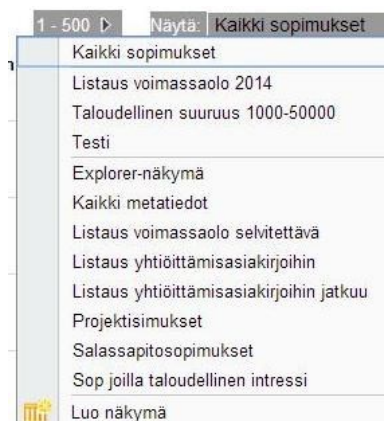 1 - 500 Näytä: Kaikki sopimukset
Kaikki sopimukset
Listaus voimassaolo 2014
Taloudellinen suuruus 1000-50000
Testi
Explorer-näkymä
Kaikki metatiedot
Listaus voimassaolo selvitettävä
Listaus yhtiöittämisasiakirjoihin
Listaus yhtiöittämisasiakirjoihin jatkuu
Projektisimukset
Salassapitosopimukset
Sop joilla taloudellinen intressi
Luo näkymä